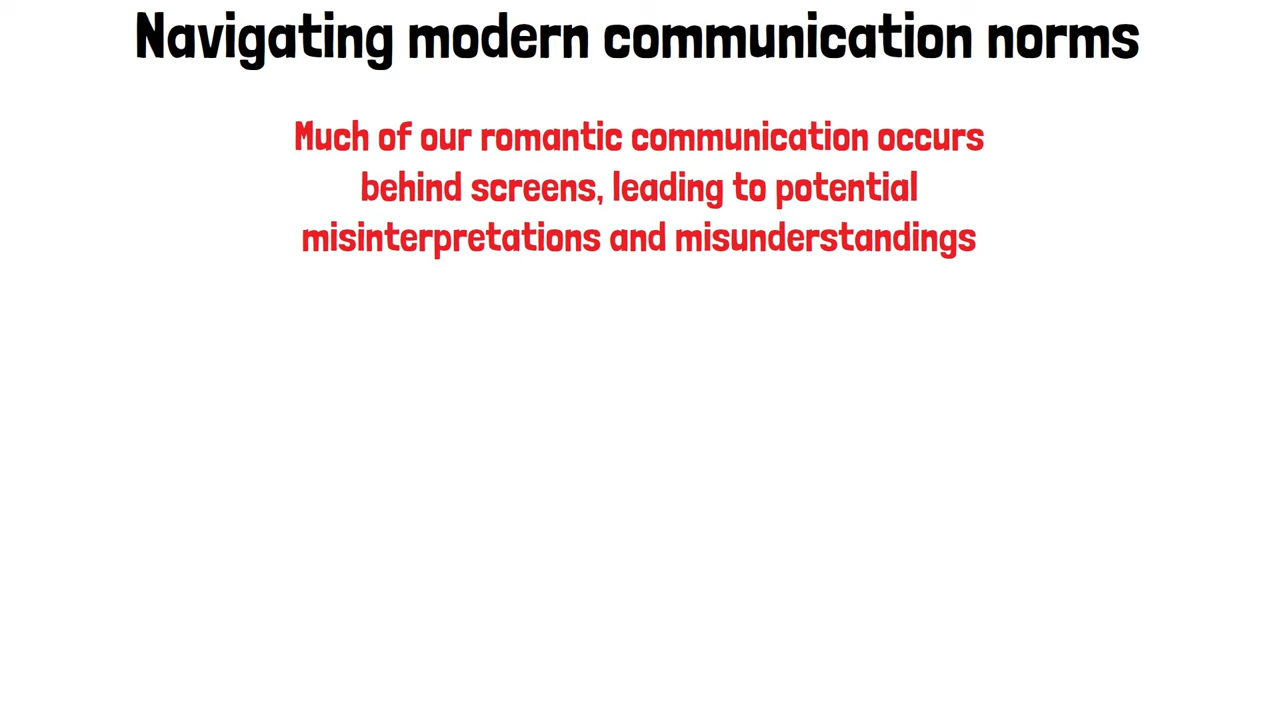 Navigating modern communication norms
Much of our romantic communication occurs
behind screens, leading to potential
misinterpretations and misunderstandings